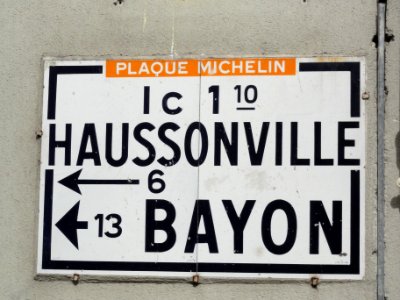 PLAQUE MICHELIN
Ic 1 10
HAUSSONVILLE
6
13 BAYON